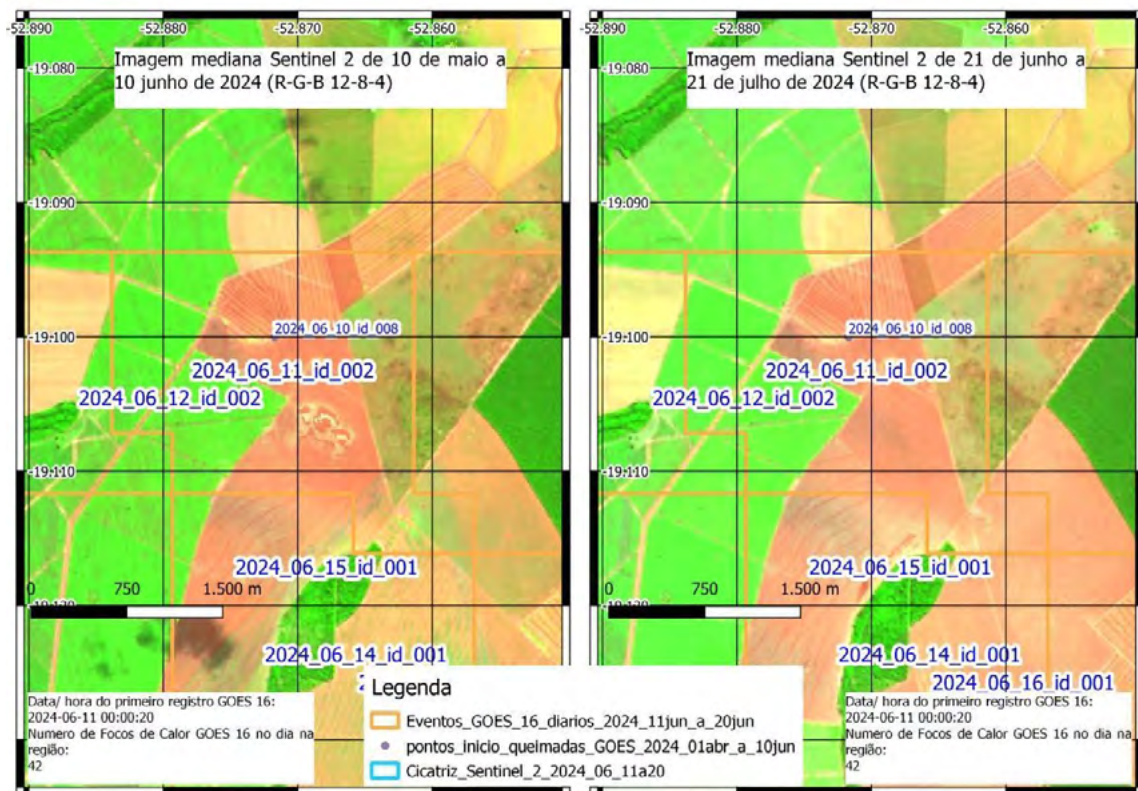 -52.890 -52.880 -52.870 -52.860
Imagem mediana Sentinel 2 de 10 de maio a
10 junho de 2024 (R-G-B 12-8-4)
-19.080
-19.090
-19.100
-19.110
2024_06_10_id_008
2024_06_11_id_002
2024_06_12_id_002
2024_06_15_id_001
0 750 1.500 m
2024_06_14_id_001
Data/ hora do primeiro registro GOES 16:
2024-06-11 00:00:20
Numero de Focos de Calor GOES 16 no dia na
região:
42
-52.890 -52.880 -52.870 -52.860
Imagem mediana Sentinel 2 de 21 de junho a
21 de julho de 2024 (R-G-B 12-8-4)
-19.080
-19.090
-19.100
-19.110
2024_06_10_id_008
2024_06_11_id_002
2024_06_12_id_002
2024_06_15_id_001
0 750 1.500 m
2024_06_14_id_001
2024_06_16_id_001
Data/ hora do primeiro registro GOES 16:
2024-06-11 00:00:20
Numero de Focos de Calor GOES 16 no dia na
região:
42
Legenda
Eventos_GOES_16_diarios_2024_11jun_a_20jun
pontos_inicio_queimadas_GOES_2024_01abr_a_10jun
Cicatriz_Sentinel_2_2024_06_11a20